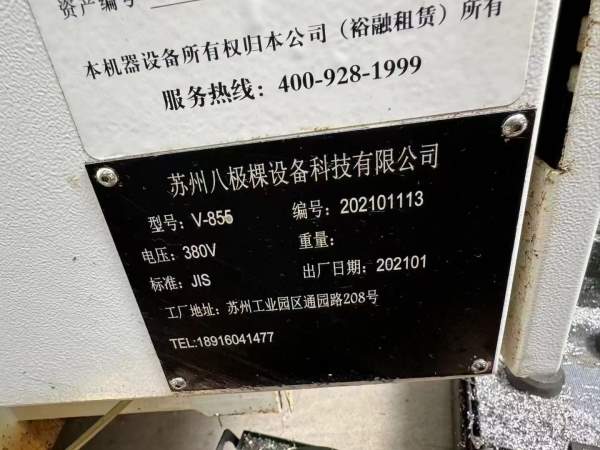 资产编号
本机器设备所有权归本公司（裕融租赁）所有
服务热线：400-928-1999
苏州八极棵设备科技有限公司
型号：V-855
编号：202101113
电压：380V
重量：
标准：JIS
出厂日期：202101
工厂地址：苏州工业园区通园路208号
TEL:18916041477